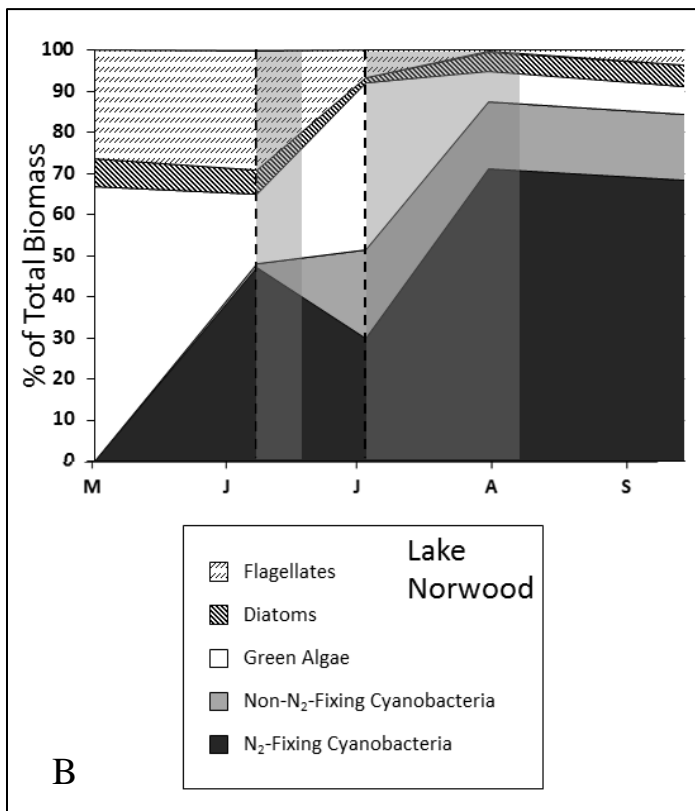 100
90
80
70
60
50
40
30
20
10
0
% of Total Biomass
M J J A S
Lake
Norwood
Flagellates
Diatoms
Green Algae
Non-N₂-Fixing Cyanobacteria
N₂-Fixing Cyanobacteria
B